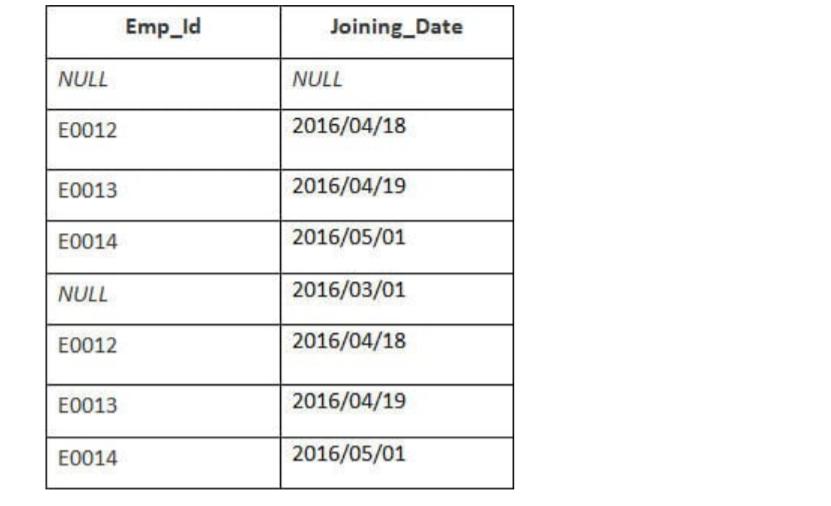 Emp_Id Joining_Date
NULL NULL
E0012 2016/04/18
E0013 2016/04/19
E0014 2016/05/01
NULL 2016/03/01
E0012 2016/04/18
E0013 2016/04/19
E0014 2016/05/01